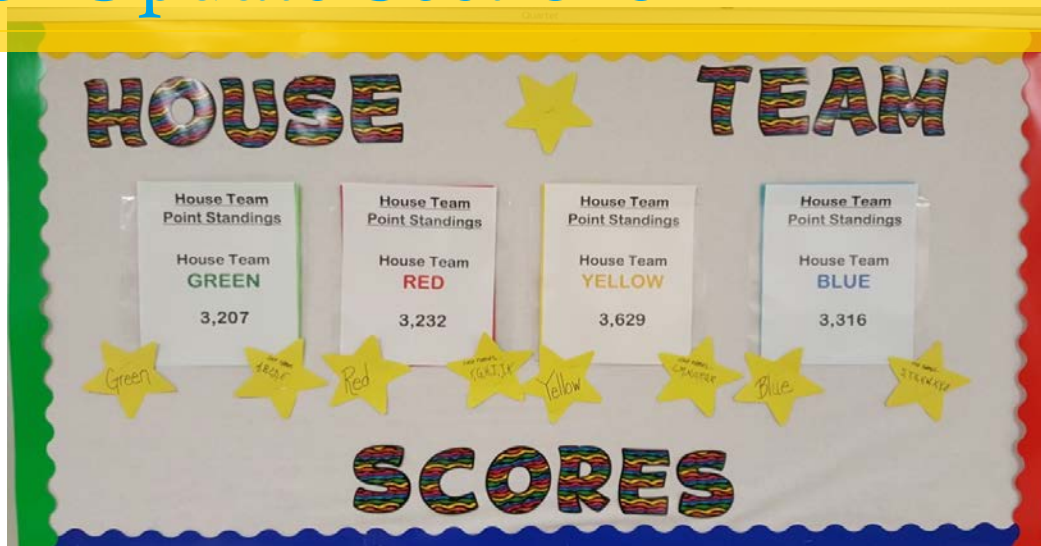 HOUSE TEAM
House Team
Point Standings
House Team
GREEN
3,207
House Team
Point Standings
House Team
RED
3,232
House Team
Point Standings
House Team
YELLOW
3,629
House Team
Point Standings
House Team
BLUE
3,316
Green
Red
Yellow
Blue
SCORES